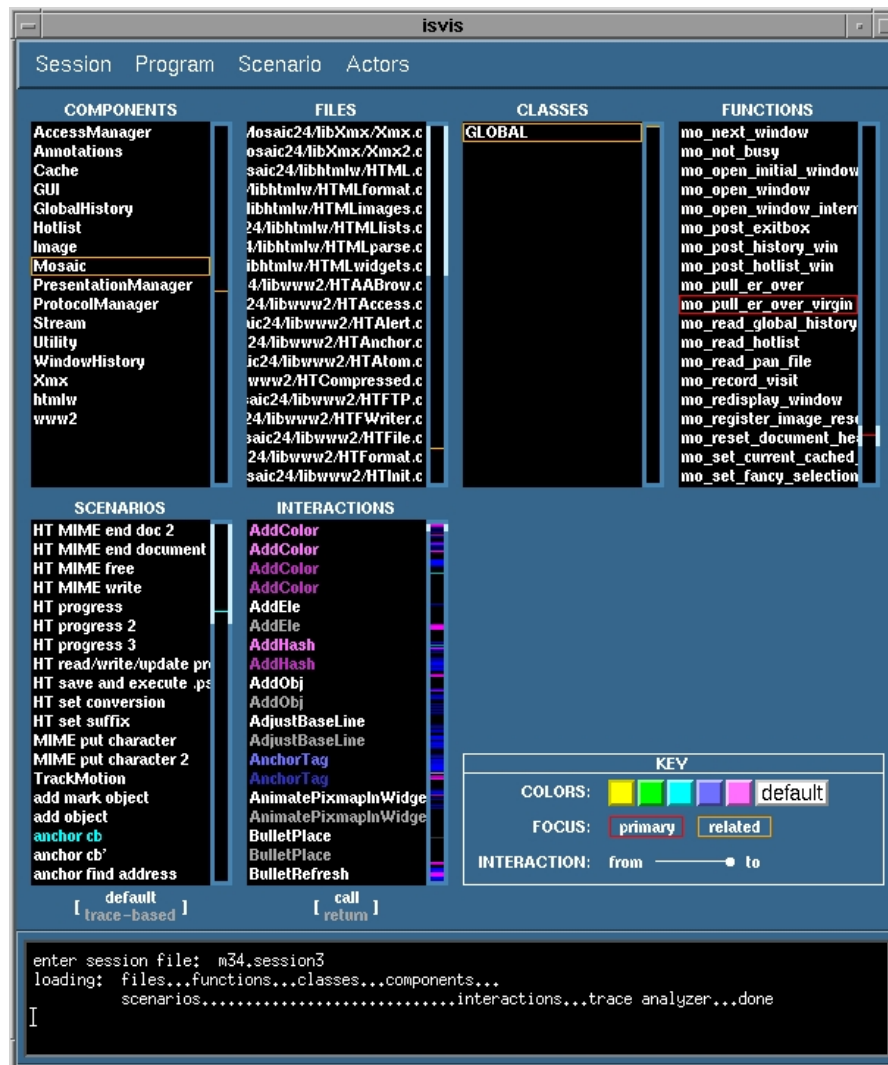 isvis
Session Program Scenario Actors
COMPONENTS
AccessManager
Annotations
Cache
GUI
GlobalHistory
Hotlist
Image
Mosaic
PresentationManager
ProtocolManager
Stream
Utility
WindowHistory
Xmx
htmlw
www2
FILES
Mosaic24/libXmx/Xmx.c
osaic24/libXmx/Xmx2.c
saic24/libhtmlw/HTML.c
/libhtmlw/HTMLformat.c
libhtmlw/HTMLimages.c
24/libhtmlw/HTMLlists.c
4/libhtmlw/HTMLparse.c
ibhtmlw/HTMLwidgets.c
4/libwww2/HTAABrow.c
24/libwww2/HTAccess.c
aic24/libwww2/HTAlert.c
24/libwww2/HTAnchor.c
ic24/libwww2/HTAtom.c
www2/HTCompressed.c
saic24/libwww2/HTFTP.c
24/libwww2/HTFWriter.c
saic24/libwww2/HTFile.c
24/libwww2/HTFormat.c
saic24/libwww2/HTInit.c
CLASSES
GLOBAL
FUNCTIONS
mo_next_window
mo_not_busy
mo_open_initial_window
mo_open_window
mo_open_window_intern
mo_post_exitbox
mo_post_history_win
mo_post_hotlist_win
mo_pull_er_over
mo_pull_er_over_virgin
mo_read_global_history
mo_read_hotlist
mo_read_pan_file
mo_record_visit
mo_redisplay_window
mo_register_image_reso
mo_reset_document_hea
mo_set_current_cached_
mo_set_fancy_selection
SCENARIOS
HT MIME end doc 2
HT MIME end document
HT MIME free
HT MIME write
HT progress
HT progress 2
HT progress 3
HT read/write/update pr
HT save and execute .ps
HT set conversion
HT set suffix
MIME put character
MIME put character 2
TrackMotion
add mark object
add object
anchor cb
anchor cb'
anchor find address
[ default trace-based ]
INTERACTIONS
AddColor
AddColor
AddColor
AddColor
AddEle
AddEle
AddHash
AddHash
AddObj
AddObj
AdjustBaseLine
AdjustBaseLine
AnchorTag
AnchorTag
AnimatePixmapInWidge
AnimatePixmapInWidge
BulletPlace
BulletPlace
BulletRefresh
[ call return ]
KEY
COLORS: default
FOCUS: primary related
INTERACTION: from to
enter session file: m34.session3
loading: files...functions...classes...components...
scenarios............................interactions...trace analyzer...done